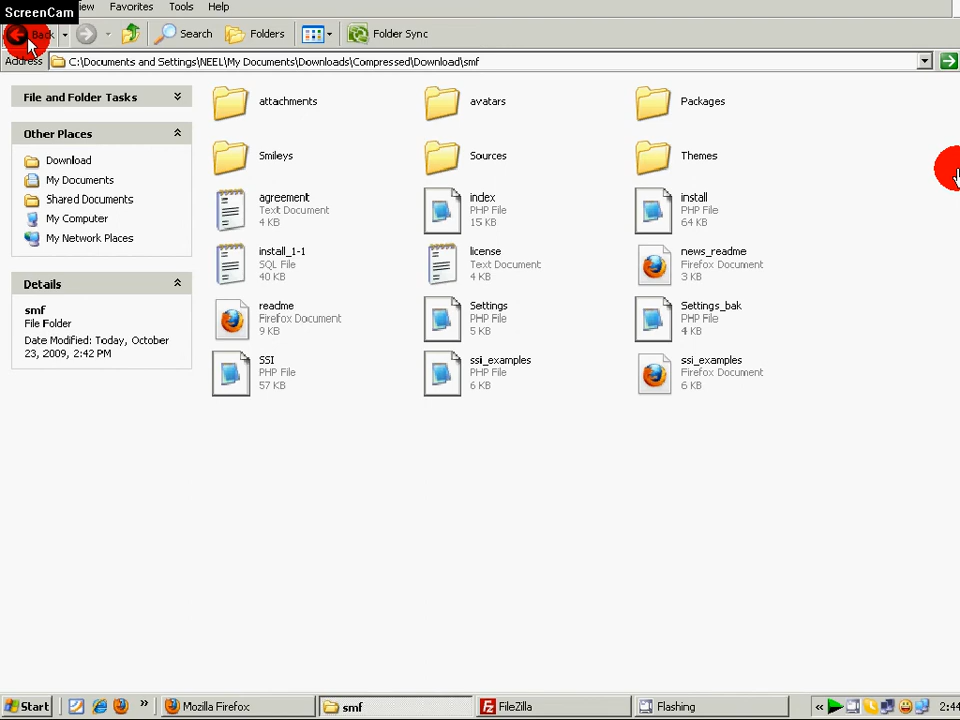 ScreenCam
ew Favorites Tools Help
Back Search Folders Folder Sync
Address C:\Documents and Settings\NEEL\My Documents\Downloads\Compressed\Download\smf
File and Folder Tasks
Other Places
Download
My Documents
Shared Documents
My Computer
My Network Places
Details
smf
File Folder
Date Modified: Today, October
23, 2009, 2:42 PM
attachments
avatars
Packages
Smileys
Sources
Themes
agreement
Text Document
4 KB
index
PHP File
15 KB
install
PHP File
64 KB
install_1-1
SQL File
40 KB
license
Text Document
4 KB
news_readme
Firefox Document
3 KB
readme
Firefox Document
9 KB
Settings
PHP File
5 KB
Settings_bak
PHP File
4 KB
SSI
PHP File
57 KB
ssi_examples
PHP File
6 KB
ssi_examples
Firefox Document
6 KB
Start » Mozilla Firefox smf FileZilla Flashing « 2:44